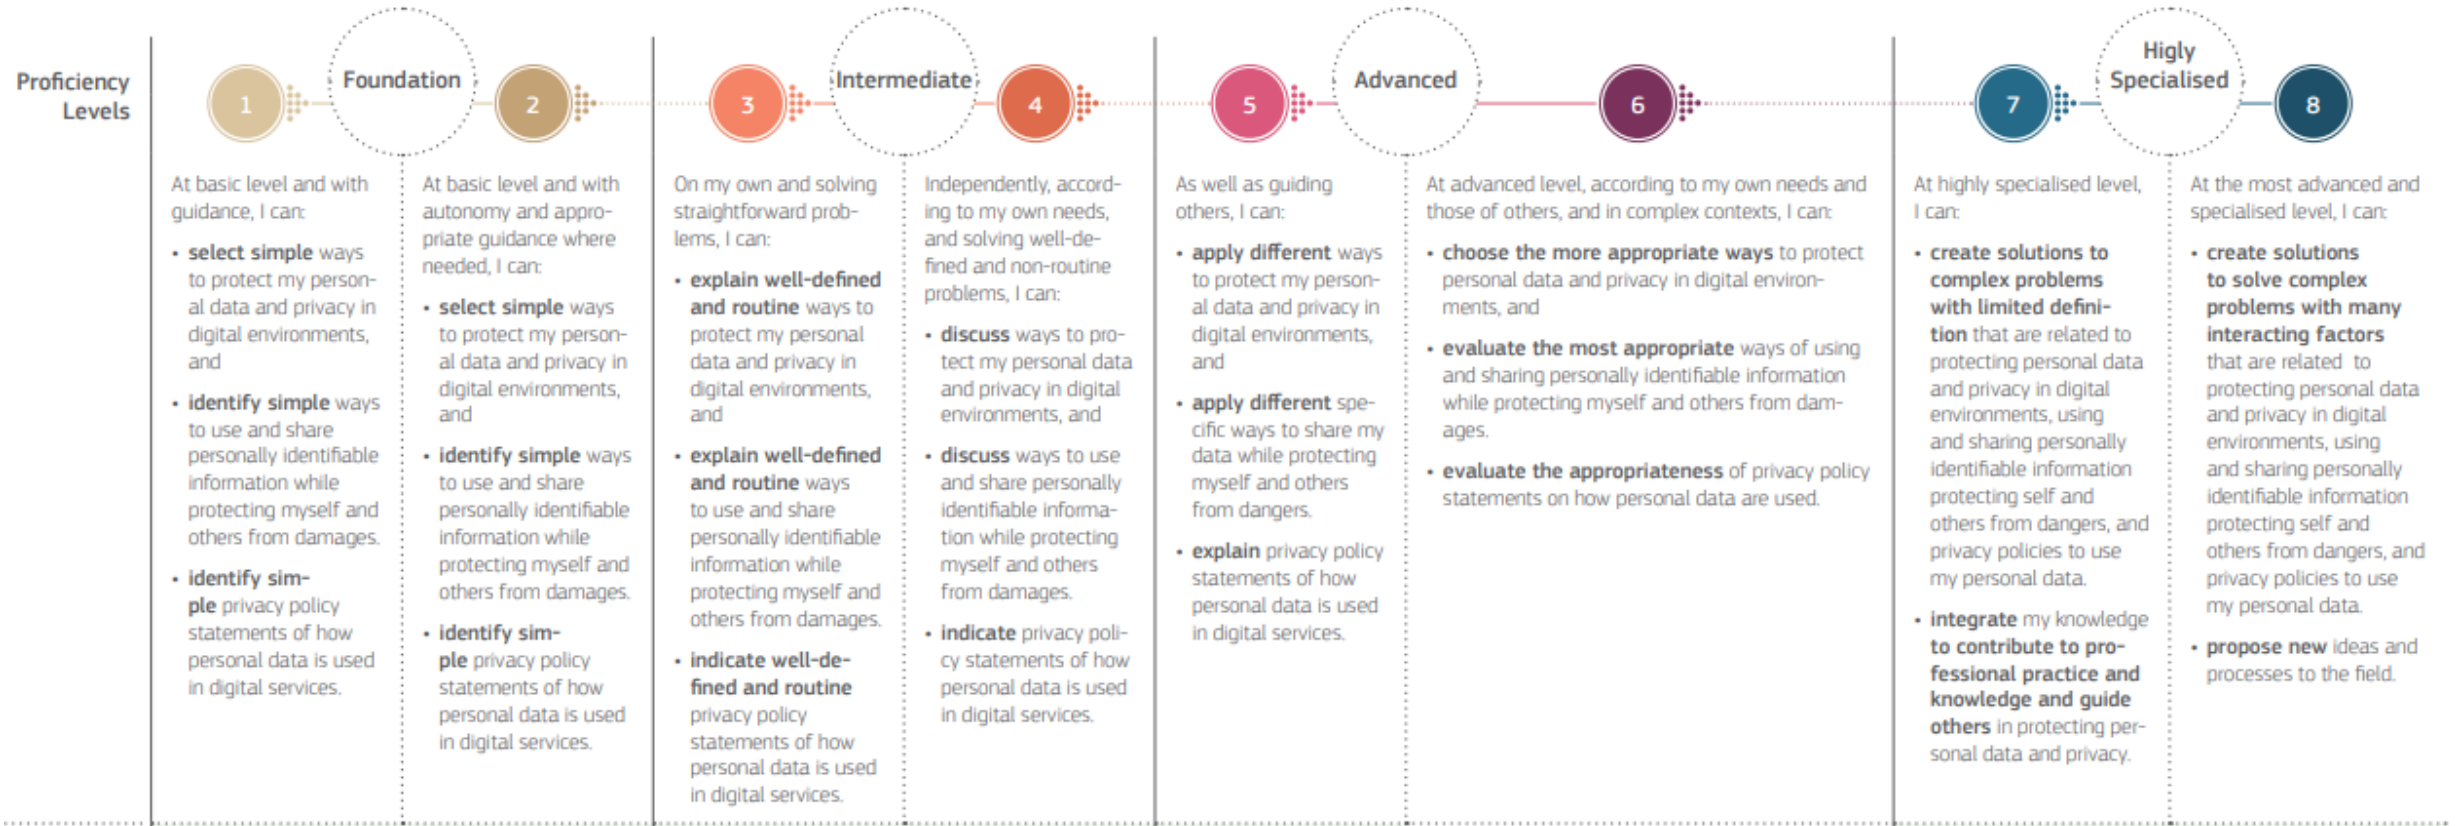 Proficiency
Levels
1
Foundation
2
3
Intermediate
4
5
Advanced
6
7
Higly
Specialised
8
At basic level and with
guidance, I can:
• select simple ways
to protect my person-
al data and privacy in
digital environments,
and
• identify simple ways
to use and share
personally identifiable
information while
protecting myself and
others from damages.
• identify sim-
ple privacy policy
statements of how
personal data is used
in digital services.
At basic level and with
autonomy and appro-
priate guidance where
needed, I can:
• select simple ways
to protect my person-
al data and privacy in
digital environments,
and
• identify simple ways
to use and share
personally identifiable
information while
protecting myself and
others from damages.
• identify sim-
ple privacy policy
statements of how
personal data is used
in digital services.
On my own and solving
straightforward prob-
lems, I can:
• explain well-defined
and routine ways to
protect my personal
data and privacy in
digital environments,
and
• explain well-defined
and routine ways
to use and share
personally identifiable
information while
protecting myself and
others from damages.
• indicate well-de-
fined and routine
privacy policy
statements of how
personal data is used
in digital services.
Independently, accord-
ing to my own needs,
and solving well-de-
fined and non-routine
problems, I can:
• discuss ways to pro-
tect my personal data
and privacy in digital
environments, and
• discuss ways to use
and share personally
identifiable informa-
tion while protecting
myself and others
from damages.
• indicate privacy poli-
cy statements of how
personal data is used
in digital services.
As well as guiding
others, I can:
• apply different ways
to protect my person-
al data and privacy in
digital environments,
and
• apply different spe-
cific ways to share my
data while protecting
myself and others
from dangers.
• explain privacy policy
statements of how
personal data is used
in digital services.
At advanced level, according to my own needs and
those of others, and in complex contexts, I can:
• choose the more appropriate ways to protect
personal data and privacy in digital environ-
ments, and
• evaluate the most appropriate ways of using
and sharing personally identifiable information
while protecting myself and others from dam-
ages.
• evaluate the appropriateness of privacy policy
statements on how personal data are used.
At highly specialised level,
I can:
• create solutions to
complex problems
with limited defini-
tion that are related to
protecting personal data
and privacy in digital
environments, using
and sharing personally
identifiable information
protecting self and
others from dangers, and
privacy policies to use
my personal data.
• integrate my knowledge
to contribute to pro-
fessional practice and
knowledge and guide
others in protecting per-
sonal data and privacy.
At the most advanced and
specialised level, I can:
• create solutions
to solve complex
problems with many
interacting factors
that are related to
protecting personal data
and privacy in digital
environments, using
and sharing personally
identifiable information
protecting self and
others from dangers, and
privacy policies to use
my personal data.
• propose new ideas and
processes to the field.